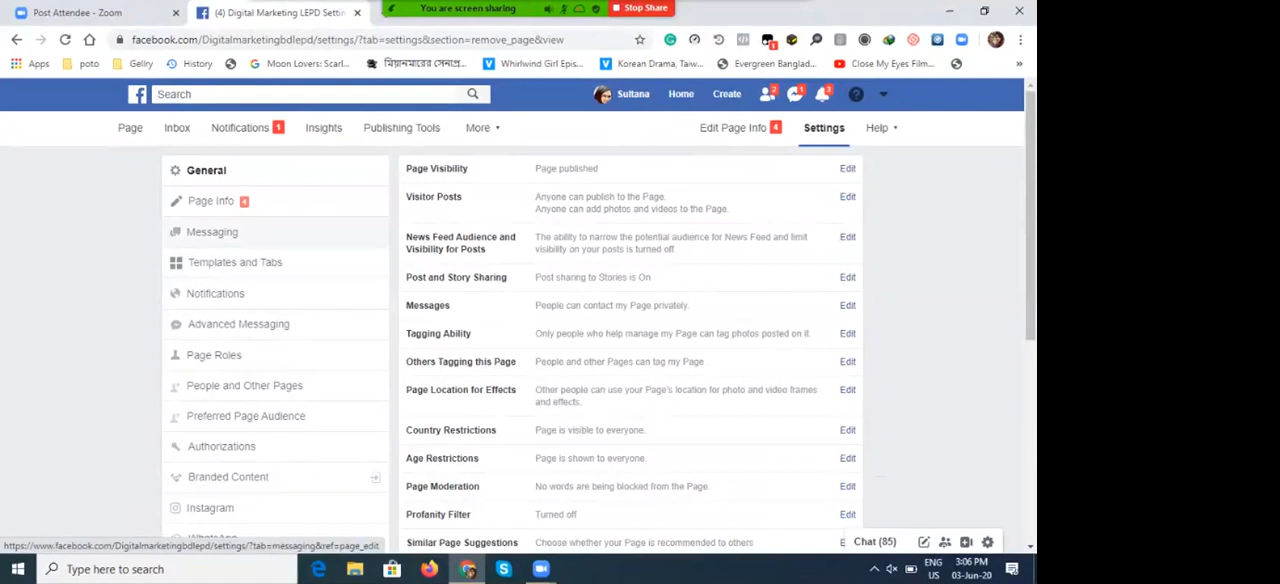 Post Attendee - Zoom
(4) Digital Marketing LEPD Settin
You are screen sharing
Stop Share
facebook.com/Digitalmarketingbdlepd/settings/?tab=settings&section=remove_page&view
Apps
poto
Gellry
History
Moon Lovers: Scarl...
মিয়ানমারের সেনাপ্র...
Whirlwind Girl Epis...
Korean Drama, Taiw...
Evergreen Banglad...
Close My Eyes Film...
»
Search
Sultana
Home
Create
2
1
3
Page
Inbox
Notifications 1
Insights
Publishing Tools
More
Edit Page Info 4
Settings
Help
General
Page Info 4
Messaging
Templates and Tabs
Notifications
Advanced Messaging
Page Roles
People and Other Pages
Preferred Page Audience
Authorizations
Branded Content
Instagram
WhatsApp
Page Visibility Page published Edit
Visitor Posts Anyone can publish to the Page. Edit
Anyone can add photos and videos to the Page.
News Feed Audience and The ability to narrow the potential audience for News Feed and limit Edit
Visibility for Posts visibility on your posts is turned off
Post and Story Sharing Post sharing to Stories is On Edit
Messages People can contact my Page privately. Edit
Tagging Ability Only people who help manage my Page can tag photos posted on it. Edit
Others Tagging this Page People and other Pages can tag my Page Edit
Page Location for Effects Other people can use your Page's location for photo and video frames Edit
and effects.
Country Restrictions Page is visible to everyone. Edit
Age Restrictions Page is shown to everyone. Edit
Page Moderation No words are being blocked from the Page. Edit
Profanity Filter Turned off Edit
Similar Page Suggestions Choose whether your Page is recommended to others E
Chat (85)
https://www.facebook.com/Digitalmarketingbdlepd/settings/?tab=messaging&ref=page_edit
Type here to search
ENG
US
3:06 PM
03-Jun-20